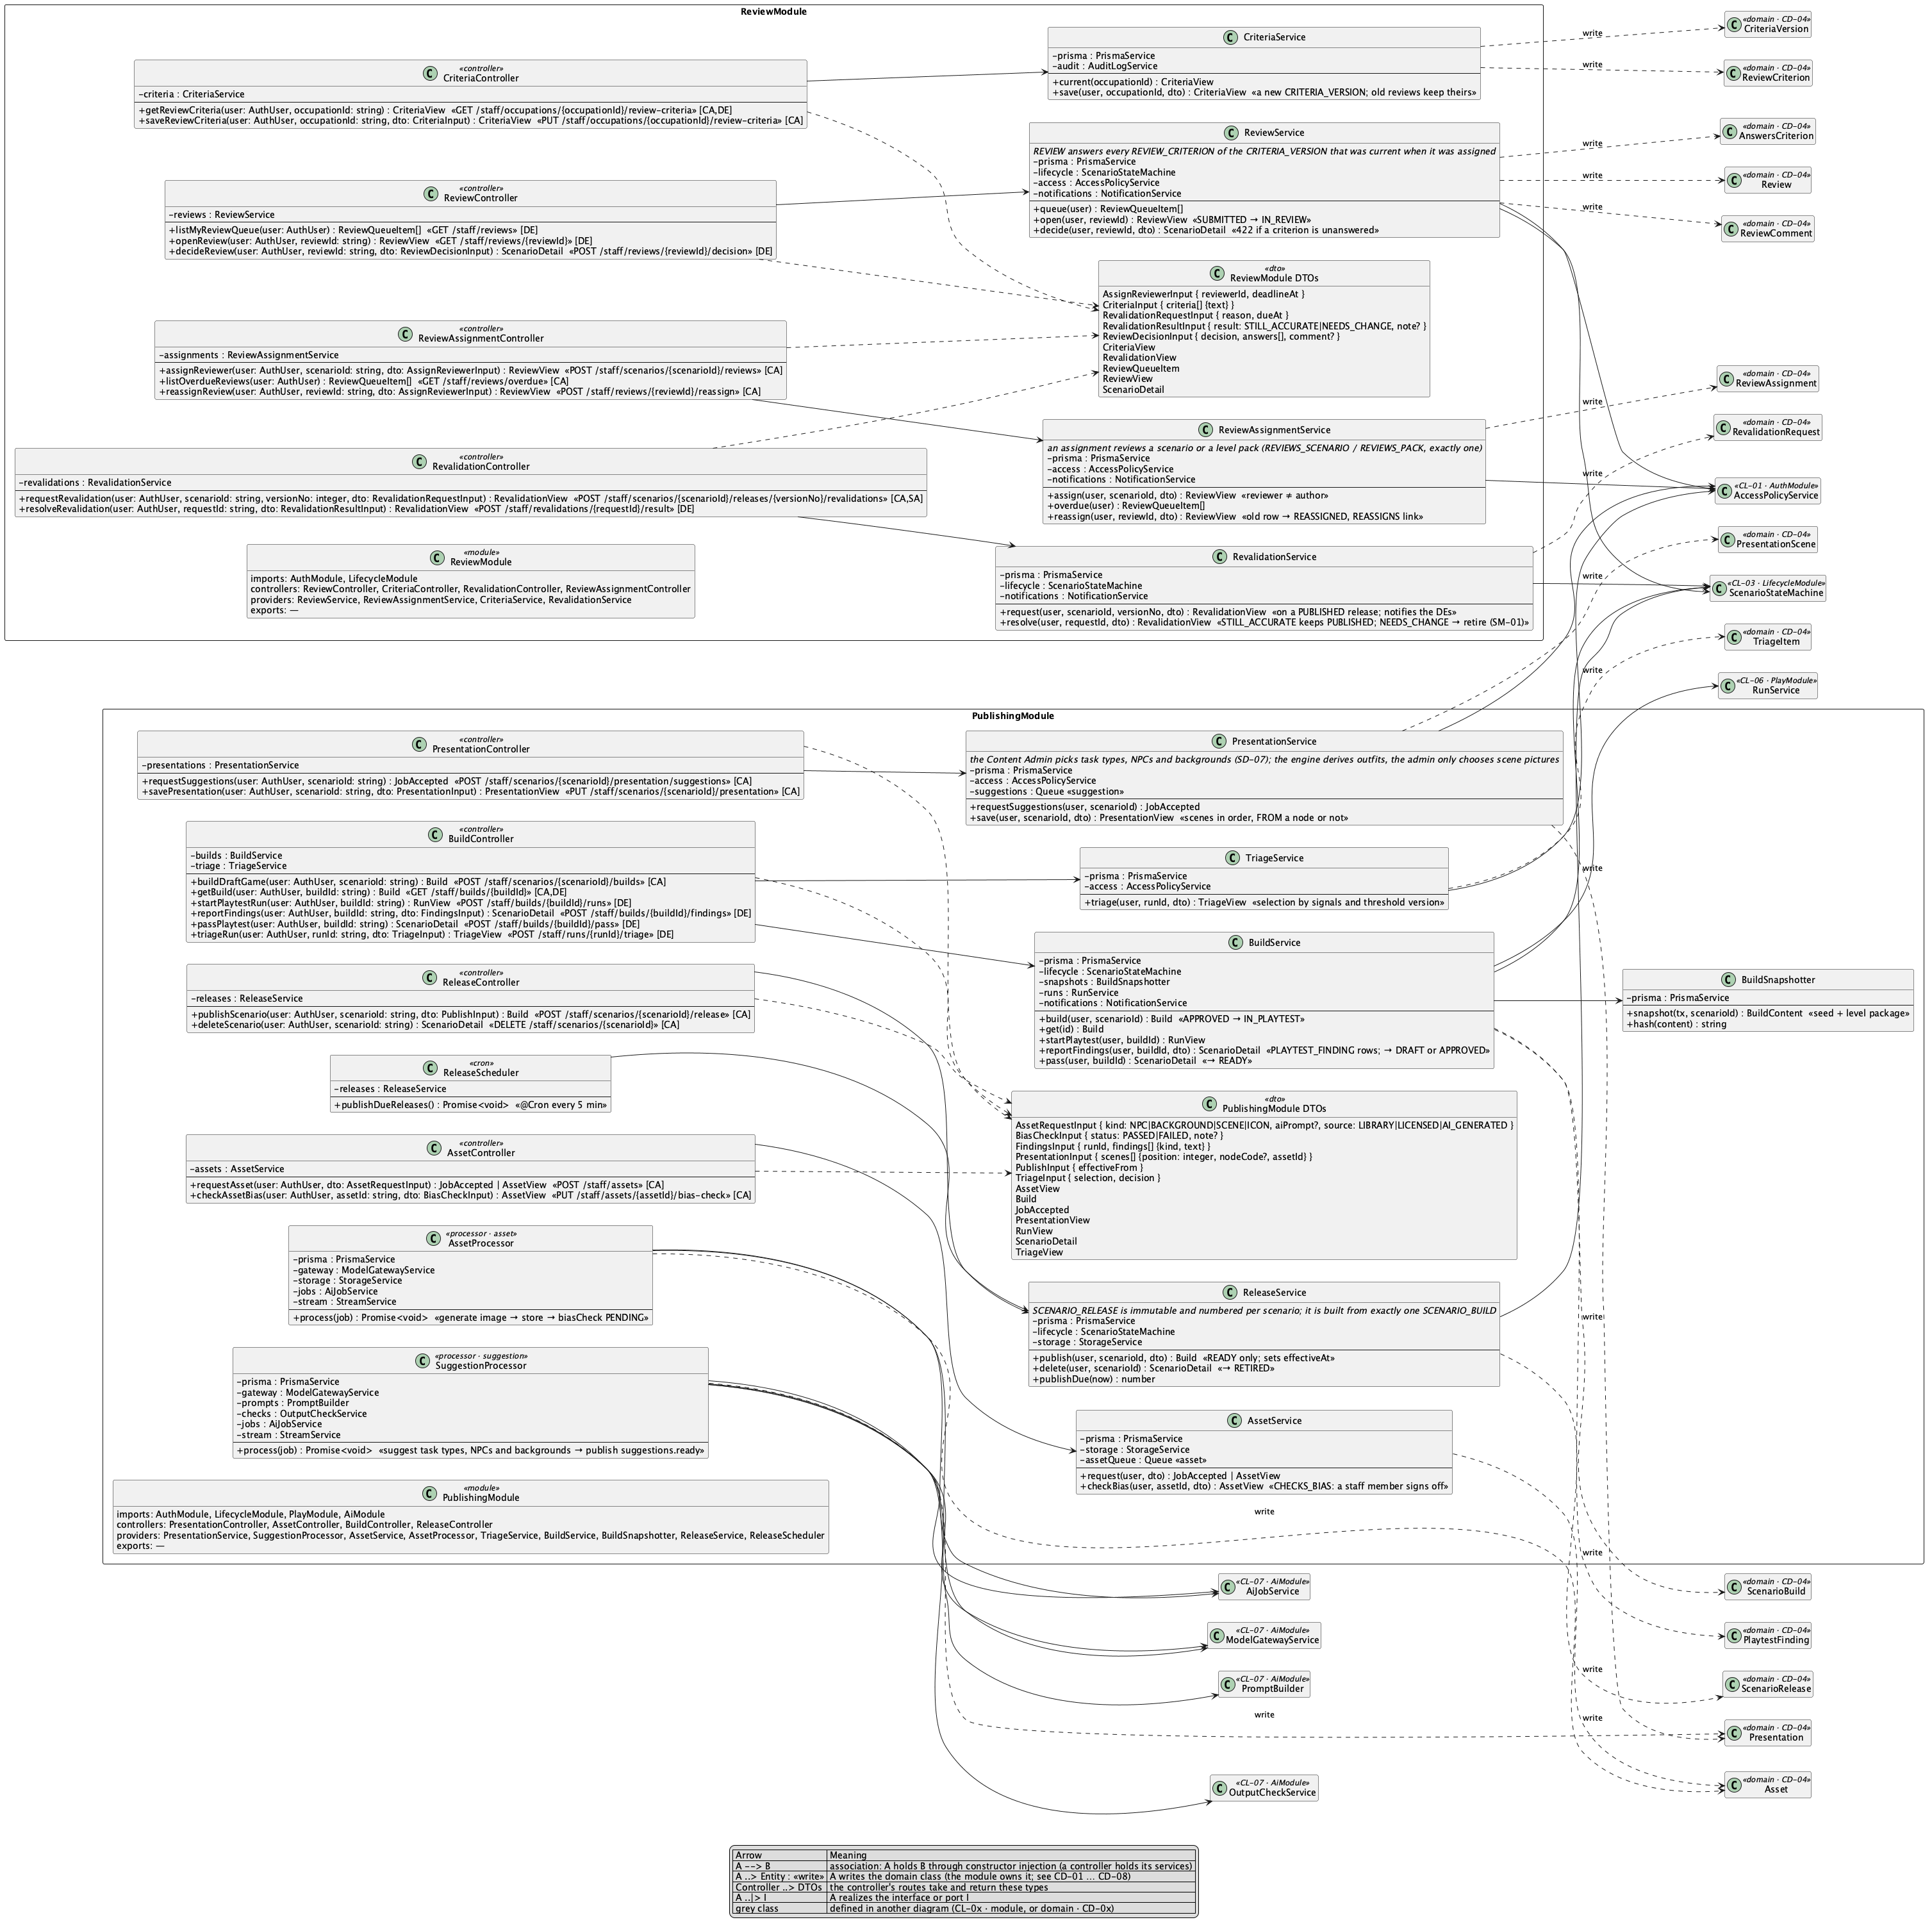 ReviewModule
«controller»
CriteriaController
−criteria : CriteriaService
+getReviewCriteria(user: AuthUser, occupationId: string) : CriteriaView «GET /staff/occupations/{occupationId}/review-criteria» [CA,DE]
+saveReviewCriteria(user: AuthUser, occupationId: string, dto: CriteriaInput) : CriteriaView «PUT /staff/occupations/{occupationId}/review-criteria» [CA]
CriteriaService
−prisma : PrismaService
−audit : AuditLogService
+current(occupationId) : CriteriaView
+save(user, occupationId, dto) : CriteriaView «a new CRITERIA_VERSION; old reviews keep theirs»
«controller»
ReviewController
−reviews : ReviewService
+listMyReviewQueue(user: AuthUser) : ReviewQueueItem[] «GET /staff/reviews» [DE]
+openReview(user: AuthUser, reviewId: string) : ReviewView «GET /staff/reviews/{reviewId}» [DE]
+decideReview(user: AuthUser, reviewId: string, dto: ReviewDecisionInput) : ScenarioDetail «POST /staff/reviews/{reviewId}/decision» [DE]
ReviewService
REVIEW answers every REVIEW_CRITERION of the CRITERIA_VERSION that was current when it was assigned
−prisma : PrismaService
−lifecycle : ScenarioStateMachine
−access : AccessPolicyService
−notifications : NotificationService
+queue(user) : ReviewQueueItem[]
+open(user, reviewId) : ReviewView «SUBMITTED → IN_REVIEW»
+decide(user, reviewId, dto) : ScenarioDetail «422 if a criterion is unanswered»
«dto»
ReviewModule DTOs
AssignReviewerInput { reviewerId, deadlineAt }
CriteriaInput { criteria[] {text} }
RevalidationRequestInput { reason, dueAt }
RevalidationResultInput { result: STILL_ACCURATE|NEEDS_CHANGE, note? }
ReviewDecisionInput { decision, answers[], comment? }
CriteriaView
RevalidationView
ReviewQueueItem
ReviewView
ScenarioDetail
«controller»
ReviewAssignmentController
−assignments : ReviewAssignmentService
+assignReviewer(user: AuthUser, scenarioId: string, dto: AssignReviewerInput) : ReviewView «POST /staff/scenarios/{scenarioId}/reviews» [CA]
+listOverdueReviews(user: AuthUser) : ReviewQueueItem[] «GET /staff/reviews/overdue» [CA]
+reassignReview(user: AuthUser, reviewId: string, dto: AssignReviewerInput) : ReviewView «POST /staff/reviews/{reviewId}/reassign» [CA]
ReviewAssignmentService
an assignment reviews a scenario or a level pack (REVIEWS_SCENARIO / REVIEWS_PACK, exactly one)
−prisma : PrismaService
−access : AccessPolicyService
−notifications : NotificationService
+assign(user, scenarioId, dto) : ReviewView «reviewer ≠ author»
+overdue(user) : ReviewQueueItem[]
+reassign(user, reviewId, dto) : ReviewView «old row → REASSIGNED, REASSIGNS link»
«controller»
RevalidationController
−revalidations : RevalidationService
+requestRevalidation(user: AuthUser, scenarioId: string, versionNo: integer, dto: RevalidationRequestInput) : RevalidationView «POST /staff/scenarios/{scenarioId}/releases/{versionNo}/revalidations» [CA,SA]
+resolveRevalidation(user: AuthUser, requestId: string, dto: RevalidationResultInput) : RevalidationView «POST /staff/revalidations/{requestId}/result» [DE]
RevalidationService
−prisma : PrismaService
−lifecycle : ScenarioStateMachine
−notifications : NotificationService
+request(user, scenarioId, versionNo, dto) : RevalidationView «on a PUBLISHED release; notifies the DEs»
+resolve(user, requestId, dto) : RevalidationView «STILL_ACCURATE keeps PUBLISHED; NEEDS_CHANGE → retire (SM-01)»
«module»
ReviewModule
imports: AuthModule, LifecycleModule
controllers: ReviewController, CriteriaController, RevalidationController, ReviewAssignmentController
providers: ReviewService, ReviewAssignmentService, CriteriaService, RevalidationService
exports: —
write
«domain · CD-04»
CriteriaVersion
write
«domain · CD-04»
ReviewCriterion
write
«domain · CD-04»
AnswersCriterion
write
«domain · CD-04»
Review
write
«domain · CD-04»
ReviewComment
write
«domain · CD-04»
ReviewAssignment
write
«domain · CD-04»
RevalidationRequest
«CL-01 · AuthModule»
AccessPolicyService
write
«domain · CD-04»
PresentationScene
«CL-03 · LifecycleModule»
ScenarioStateMachine
write
«domain · CD-04»
TriageItem
«CL-06 · PlayModule»
RunService
PublishingModule
«controller»
PresentationController
−presentations : PresentationService
+requestSuggestions(user: AuthUser, scenarioId: string) : JobAccepted «POST /staff/scenarios/{scenarioId}/presentation/suggestions» [CA]
+savePresentation(user: AuthUser, scenarioId: string, dto: PresentationInput) : PresentationView «PUT /staff/scenarios/{scenarioId}/presentation» [CA]
PresentationService
the Content Admin picks task types, NPCs and backgrounds (SD-07); the engine derives outfits, the admin only chooses scene pictures
−prisma : PrismaService
−access : AccessPolicyService
−suggestions : Queue «suggestion»
+requestSuggestions(user, scenarioId) : JobAccepted
+save(user, scenarioId, dto) : PresentationView «scenes in order, FROM a node or not»
«controller»
BuildController
−builds : BuildService
−triage : TriageService
+buildDraftGame(user: AuthUser, scenarioId: string) : Build «POST /staff/scenarios/{scenarioId}/builds» [CA]
+getBuild(user: AuthUser, buildId: string) : Build «GET /staff/builds/{buildId}» [CA,DE]
+startPlaytestRun(user: AuthUser, buildId: string) : RunView «POST /staff/builds/{buildId}/runs» [DE]
+reportFindings(user: AuthUser, buildId: string, dto: FindingsInput) : ScenarioDetail «POST /staff/builds/{buildId}/findings» [DE]
+passPlaytest(user: AuthUser, buildId: string) : ScenarioDetail «POST /staff/builds/{buildId}/pass» [DE]
+triageRun(user: AuthUser, runId: string, dto: TriageInput) : TriageView «POST /staff/runs/{runId}/triage» [DE]
TriageService
−prisma : PrismaService
−access : AccessPolicyService
+triage(user, runId, dto) : TriageView «selection by signals and threshold version»
write
BuildService
−prisma : PrismaService
−lifecycle : ScenarioStateMachine
−snapshots : BuildSnapshotter
−runs : RunService
−notifications : NotificationService
+build(user, scenarioId) : Build «APPROVED → IN_PLAYTEST»
+get(id) : Build
+startPlaytest(user, buildId) : RunView
+reportFindings(user, buildId, dto) : ScenarioDetail «PLAYTEST_FINDING rows; → DRAFT or APPROVED»
+pass(user, buildId) : ScenarioDetail «→ READY»
BuildSnapshotter
−prisma : PrismaService
+snapshot(tx, scenarioId) : BuildContent «seed + level package»
+hash(content) : string
«controller»
ReleaseController
−releases : ReleaseService
+publishScenario(user: AuthUser, scenarioId: string, dto: PublishInput) : Build «POST /staff/scenarios/{scenarioId}/release» [CA]
+deleteScenario(user: AuthUser, scenarioId: string) : ScenarioDetail «DELETE /staff/scenarios/{scenarioId}» [CA]
«cron»
ReleaseScheduler
−releases : ReleaseService
+publishDueReleases() : Promise<void> «@Cron every 5 min»
«dto»
PublishingModule DTOs
AssetRequestInput { kind: NPC|BACKGROUND|SCENE|ICON, aiPrompt?, source: LIBRARY|LICENSED|AI_GENERATED }
BiasCheckInput { status: PASSED|FAILED, note? }
FindingsInput { runId, findings[] {kind, text} }
PresentationInput { scenes[] {position: integer, nodeCode?, assetId} }
PublishInput { effectiveFrom }
TriageInput { selection, decision }
AssetView
Build
JobAccepted
PresentationView
RunView
ScenarioDetail
TriageView
«controller»
AssetController
−assets : AssetService
+requestAsset(user: AuthUser, dto: AssetRequestInput) : JobAccepted | AssetView «POST /staff/assets» [CA]
+checkAssetBias(user: AuthUser, assetId: string, dto: BiasCheckInput) : AssetView «PUT /staff/assets/{assetId}/bias-check» [CA]
«processor · asset»
AssetProcessor
−prisma : PrismaService
−gateway : ModelGatewayService
−storage : StorageService
−jobs : AiJobService
−stream : StreamService
+process(job) : Promise<void> «generate image → store → biasCheck PENDING»
ReleaseService
SCENARIO_RELEASE is immutable and numbered per scenario; it is built from exactly one SCENARIO_BUILD
−prisma : PrismaService
−lifecycle : ScenarioStateMachine
−storage : StorageService
+publish(user, scenarioId, dto) : Build «READY only; sets effectiveAt»
+delete(user, scenarioId) : ScenarioDetail «→ RETIRED»
+publishDue(now) : number
write
«processor · suggestion»
SuggestionProcessor
−prisma : PrismaService
−gateway : ModelGatewayService
−prompts : PromptBuilder
−checks : OutputCheckService
−jobs : AiJobService
−stream : StreamService
+process(job) : Promise<void> «suggest task types, NPCs and backgrounds → publish suggestions.ready»
AssetService
−prisma : PrismaService
−storage : StorageService
−assetQueue : Queue «asset»
+request(user, dto) : JobAccepted | AssetView
+checkBias(user, assetId, dto) : AssetView «CHECKS_BIAS: a staff member signs off»
«module»
PublishingModule
imports: AuthModule, LifecycleModule, PlayModule, AiModule
controllers: PresentationController, AssetController, BuildController, ReleaseController
providers: PresentationService, SuggestionProcessor, AssetService, AssetProcessor, TriageService, BuildService, BuildSnapshotter, ReleaseService, ReleaseScheduler
exports: —
write
write
«CL-07 · AiModule»
AiJobService
«domain · CD-04»
ScenarioBuild
«CL-07 · AiModule»
ModelGatewayService
«domain · CD-04»
PlaytestFinding
write
«CL-07 · AiModule»
PromptBuilder
«domain · CD-04»
ScenarioRelease
write
write
«domain · CD-04»
Presentation
«CL-07 · AiModule»
OutputCheckService
«domain · CD-04»
Asset
Arrow Meaning
A --> B association: A holds B through constructor injection (a controller holds its services)
A ..> Entity : «write» A writes the domain class (the module owns it; see CD-01 … CD-08)
Controller ..> DTOs the controller's routes take and return these types
A ..|> I A realizes the interface or port I
grey class defined in another diagram (CL-0x · module, or domain · CD-0x)